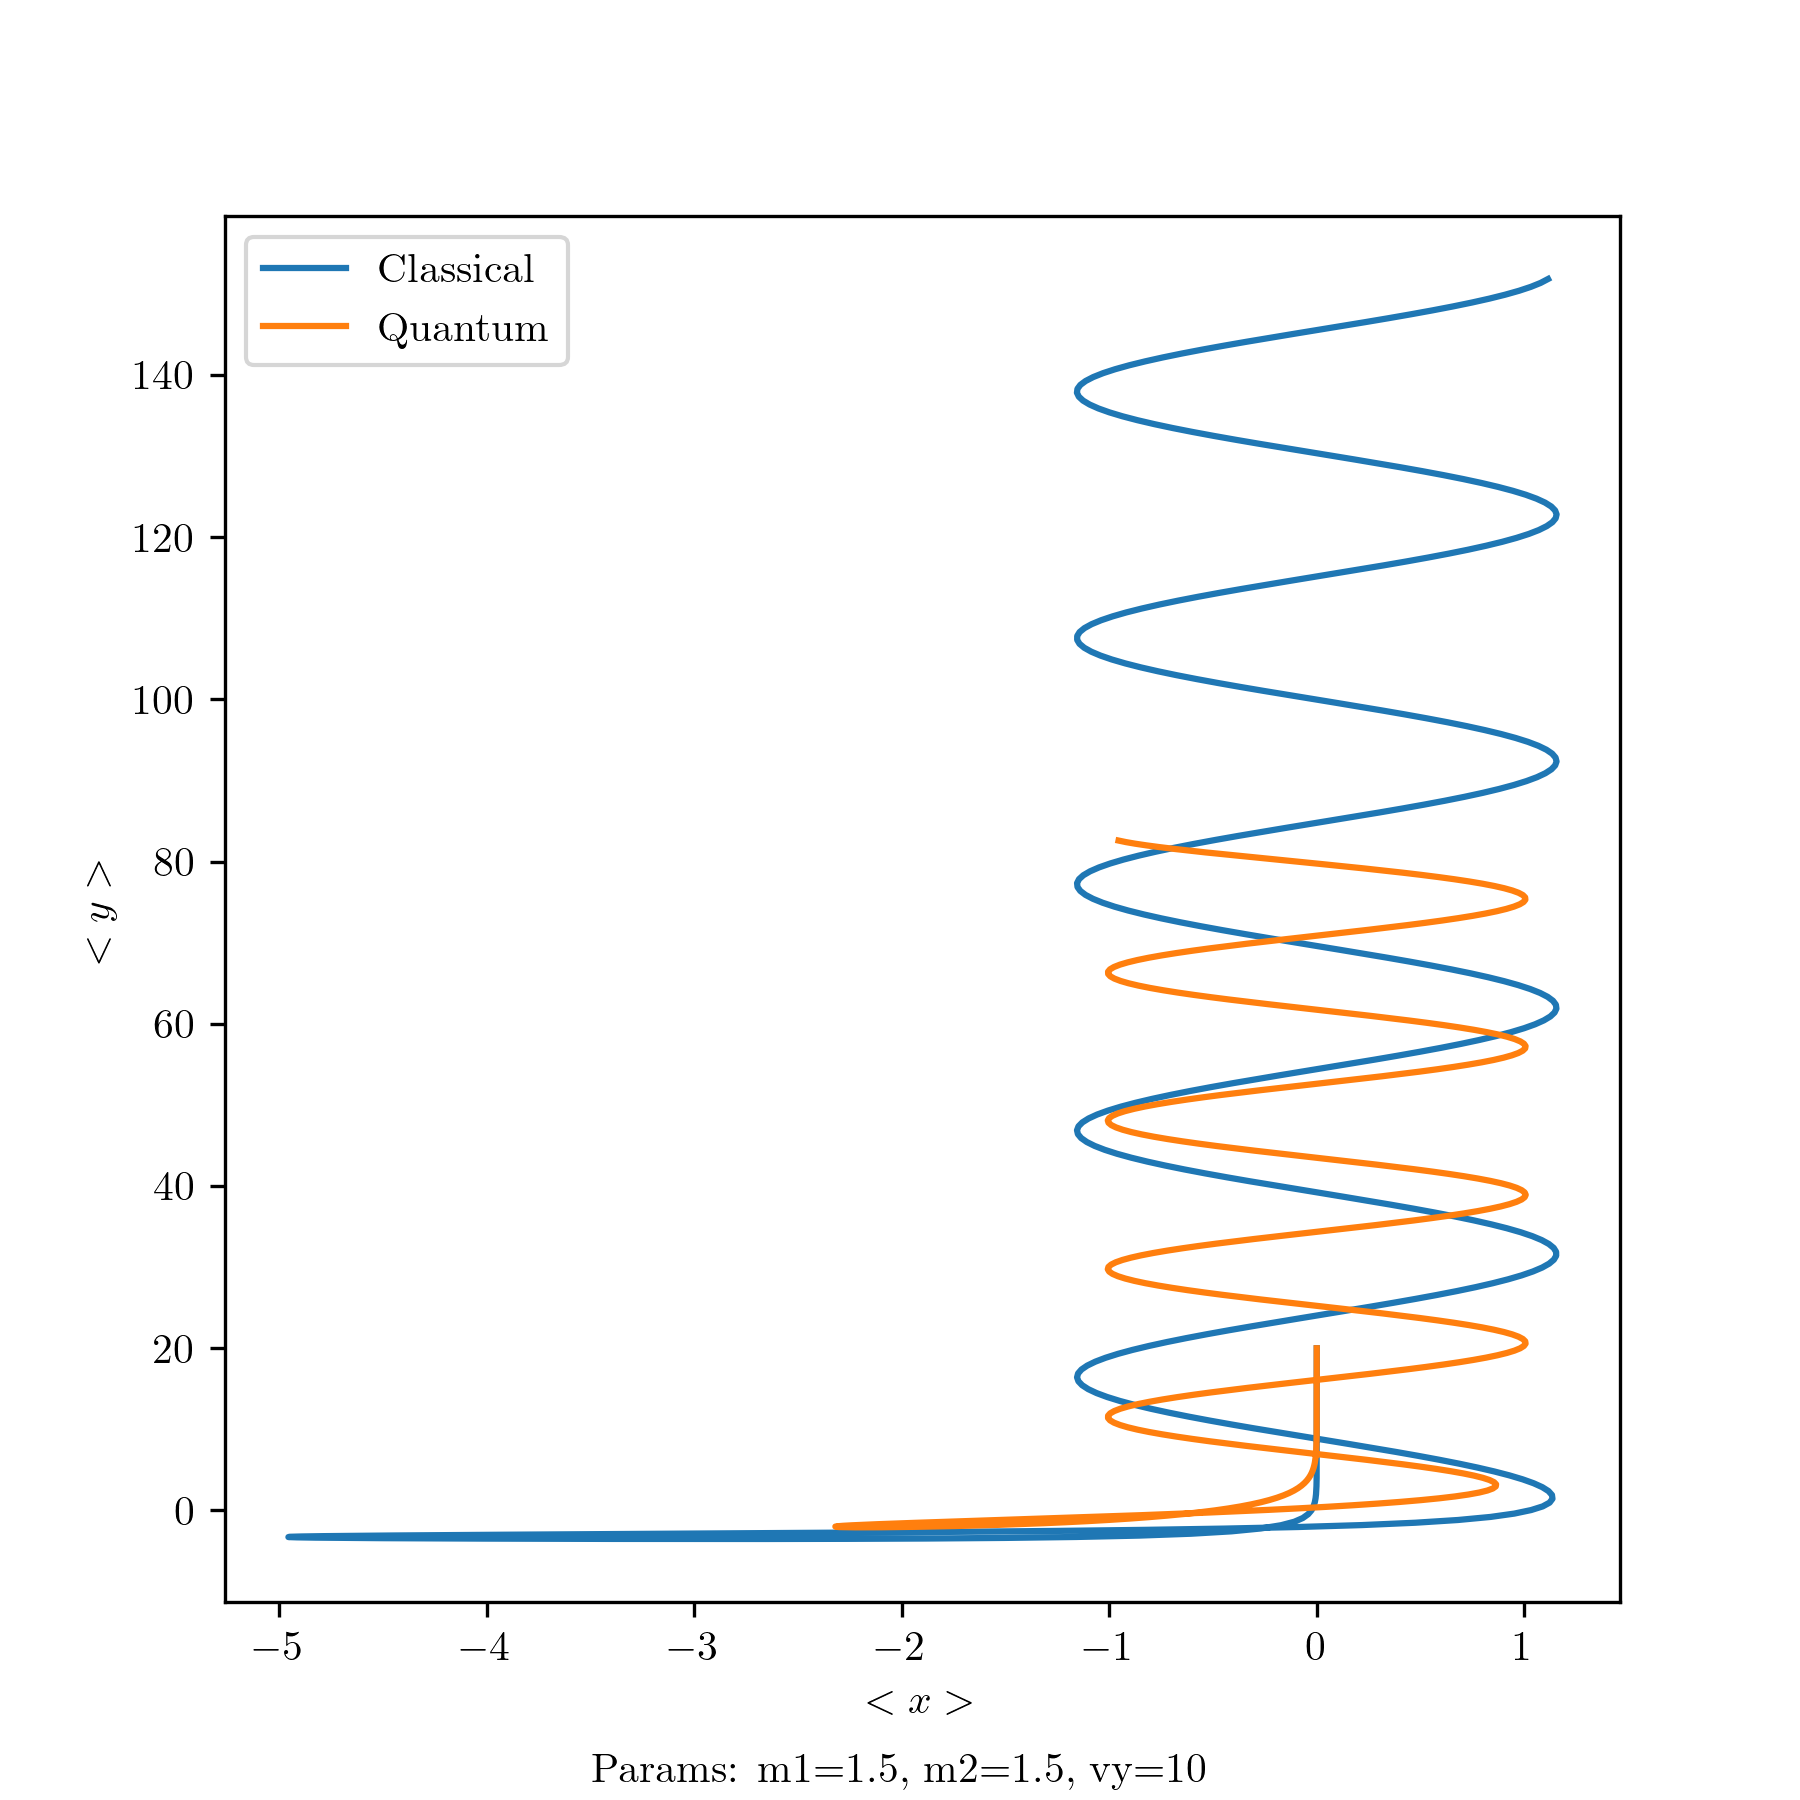 Classical
Quantum
140
120
100
80
60
40
20
0
< y >
−5 −4 −3 −2 −1 0 1
< x >
Params: m1=1.5, m2=1.5, vy=10